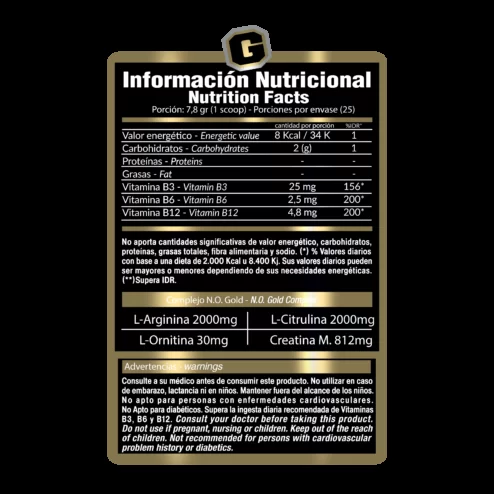 G
Información Nutricional
Nutrition Facts
Porción: 7,8 gr (1 scoop) - Porciones por envase (25)
cantidad por porción %IDR*
Valor energético - Energetic value 8 Kcal / 34 K 1
Carbohidratos - Carbohydrates 2 (g) 1
Proteínas - Proteins - -
Grasas - Fat - -
Vitamina B3 - Vitamin B3 25 mg 156*
Vitamina B6 - Vitamin B6 2,5 mg 200*
Vitamina B12 - Vitamin B12 4,8 mg 200*
No aporta cantidades significativas de valor energético, carbohidratos,
proteínas, grasas totales, fibra alimentaria y sodio. (*) % Valores diarios
con base a una dieta de 2.000 Kcal u 8.400 Kj. Sus valores diarios pueden
ser mayores o menores dependiendo de sus necesidades energéticas.
(**)Supera IDR.
Complejo N.O. Gold - N.O. Gold Complex
L-Arginina 2000mg L-Citrulina 2000mg
L-Ornitina 30mg Creatina M. 812mg
Advertencias - warnings
Consulte a su médico antes de consumir este producto. No utilizar en caso
de embarazo, lactancia ni en niños. Mantener fuera del alcance de los niños.
No apto para personas con enfermedades cardiovasculares.
No Apto para diabéticos. Supera la ingesta diaria recomendada de Vitaminas
B3, B6 y B12. Consult your doctor before taking this product.
Do not use if pregnant, nursing or children. Keep out of the reach
of children. Not recommended for persons with cardiovascular
problem history or diabetics.